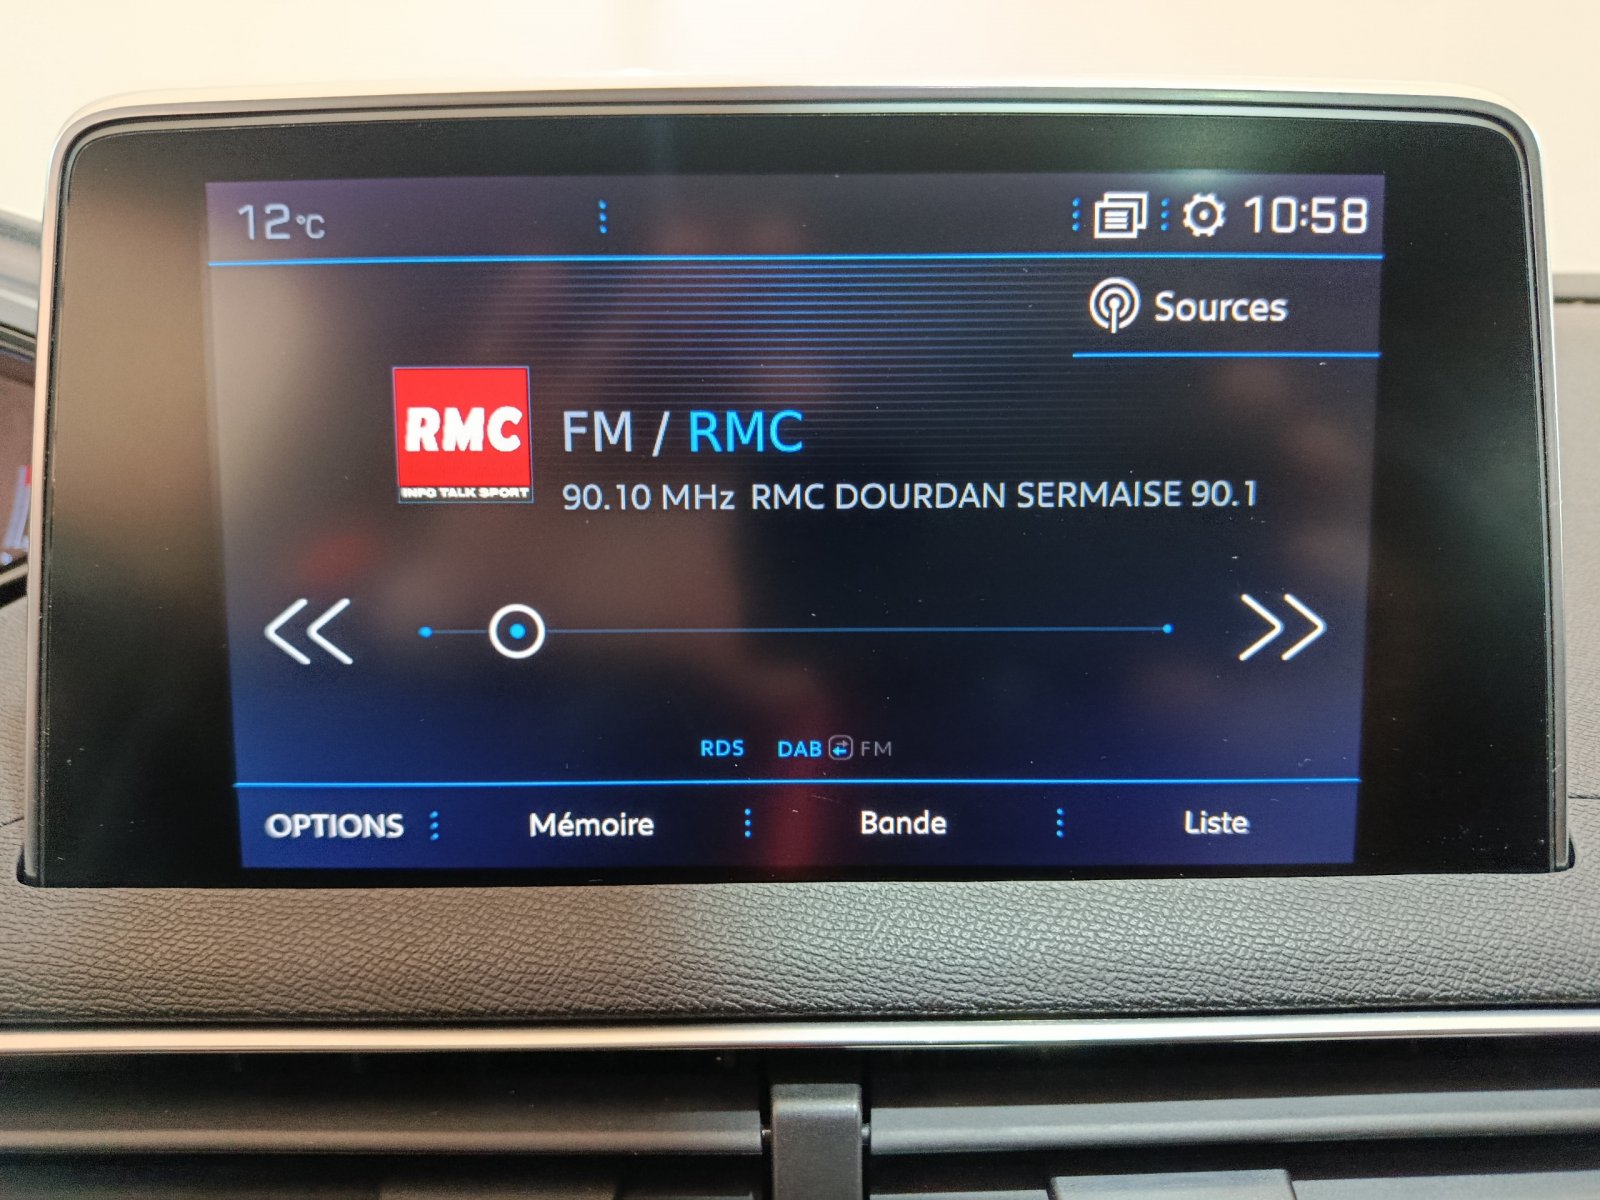 12°C
10:58
Sources
RMC
INFO TALK SPORT
FM / RMC
90.10 MHz RMC DOURDAN SERMAISE 90.1
RDS DAB FM
OPTIONS Mémoire Bande Liste